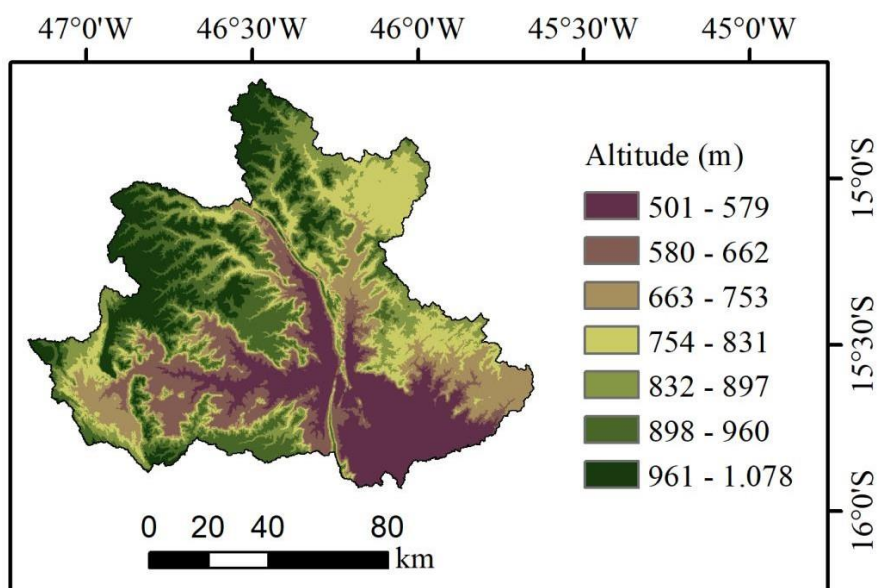 47°0'W 46°30'W 46°0'W 45°30'W 45°0'W
Altitude (m)
501 - 579
580 - 662
663 - 753
754 - 831
832 - 897
898 - 960
961 - 1.078
15°0'S
15°30'S
16°0'S
0 20 40 80
km